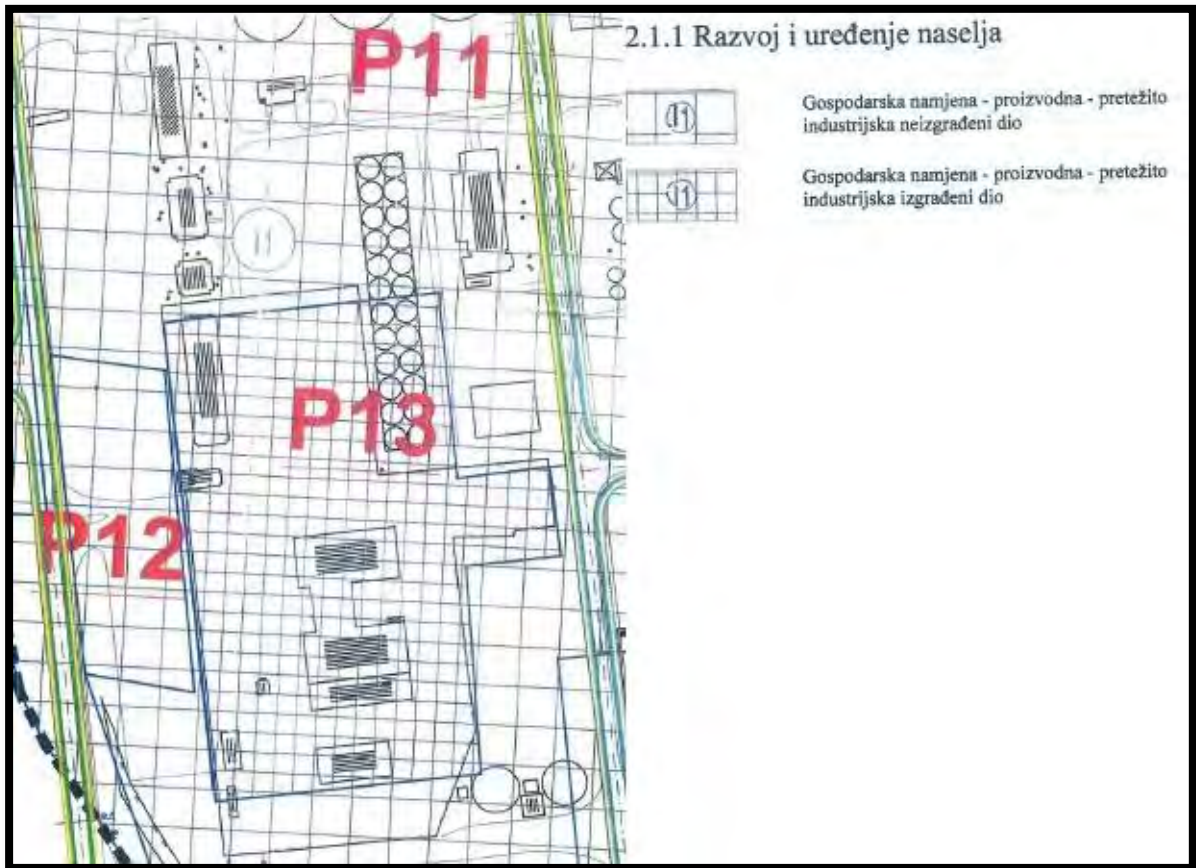 P11
P13
P12
2.1.1 Razvoj i uređenje naselja
I1
Gospodarska namjena - proizvodna - pretežito
industrijska neizgrađeni dio
I1
Gospodarska namjena - proizvodna - pretežito
industrijska izgrađeni dio